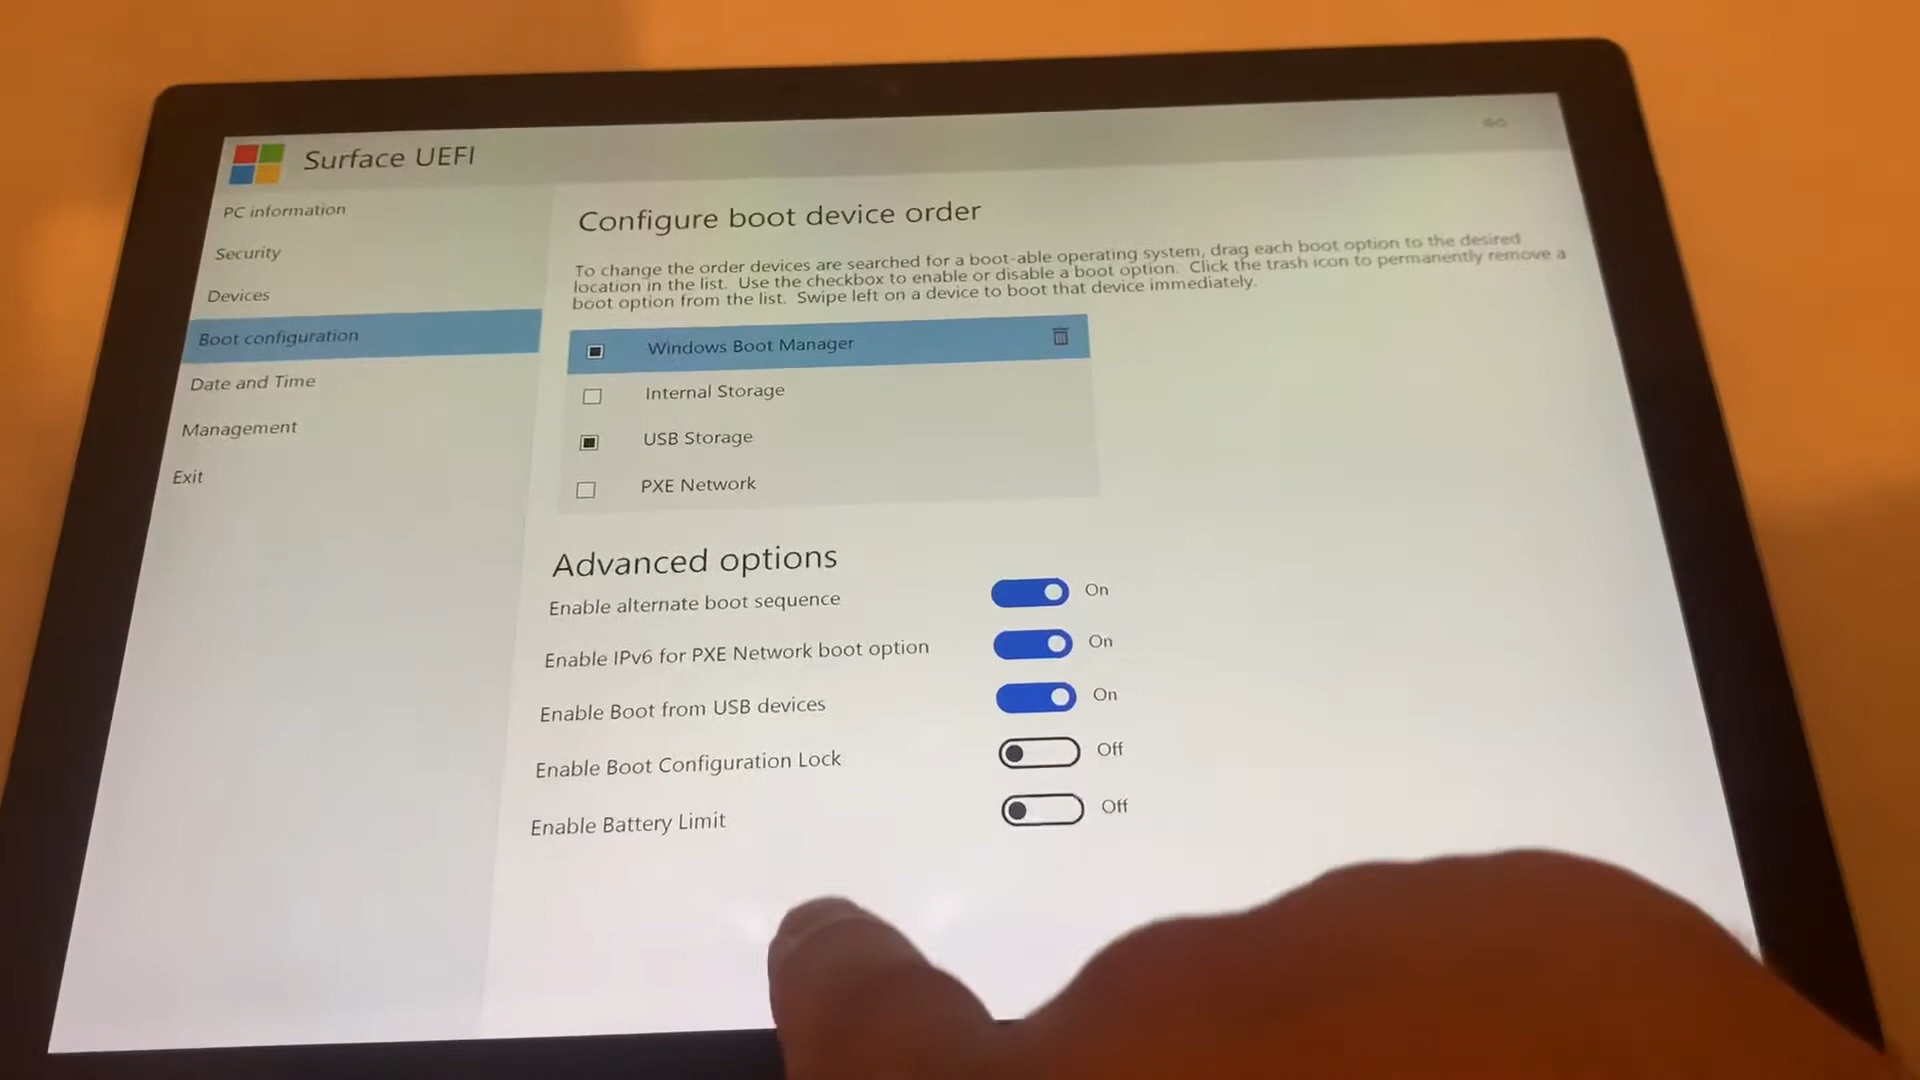 Surface UEFI
PC information
Security
Devices
Boot configuration
Date and Time
Management
Exit
Configure boot device order
To change the order devices are searched for a boot-able operating system, drag each boot option to the desired
location in the list. Use the checkbox to enable or disable a boot option. Click the trash icon to permanently remove a
boot option from the list. Swipe left on a device to boot that device immediately.
Windows Boot Manager
Internal Storage
USB Storage
PXE Network
Advanced options
Enable alternate boot sequence On
Enable IPv6 for PXE Network boot option On
Enable Boot from USB devices On
Enable Boot Configuration Lock Off
Enable Battery Limit Off